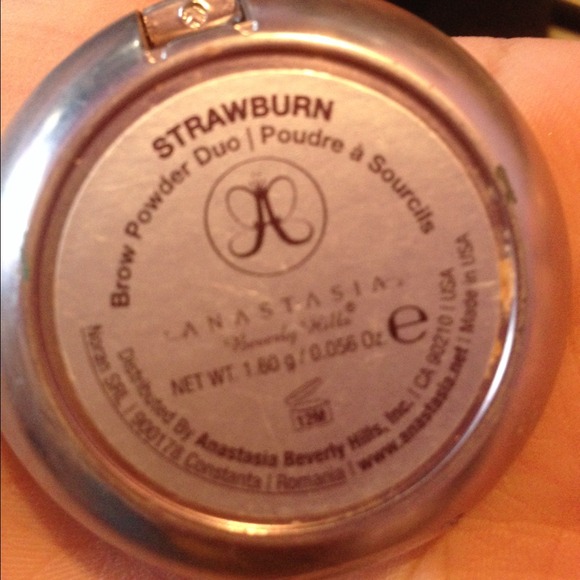 STRAWBURN
Brow Powder Duo | Poudre à Sourcils
A
ANASTASIA
Beverly Hills®
NET WT. 1.60 g / 0.056 Oz. e
12M
Distributed By Anastasia Beverly Hills, Inc. / CA 90210 / USA
Noran SRL | 900178 Constanta | Romania | www.anastasia.net | Made in USA